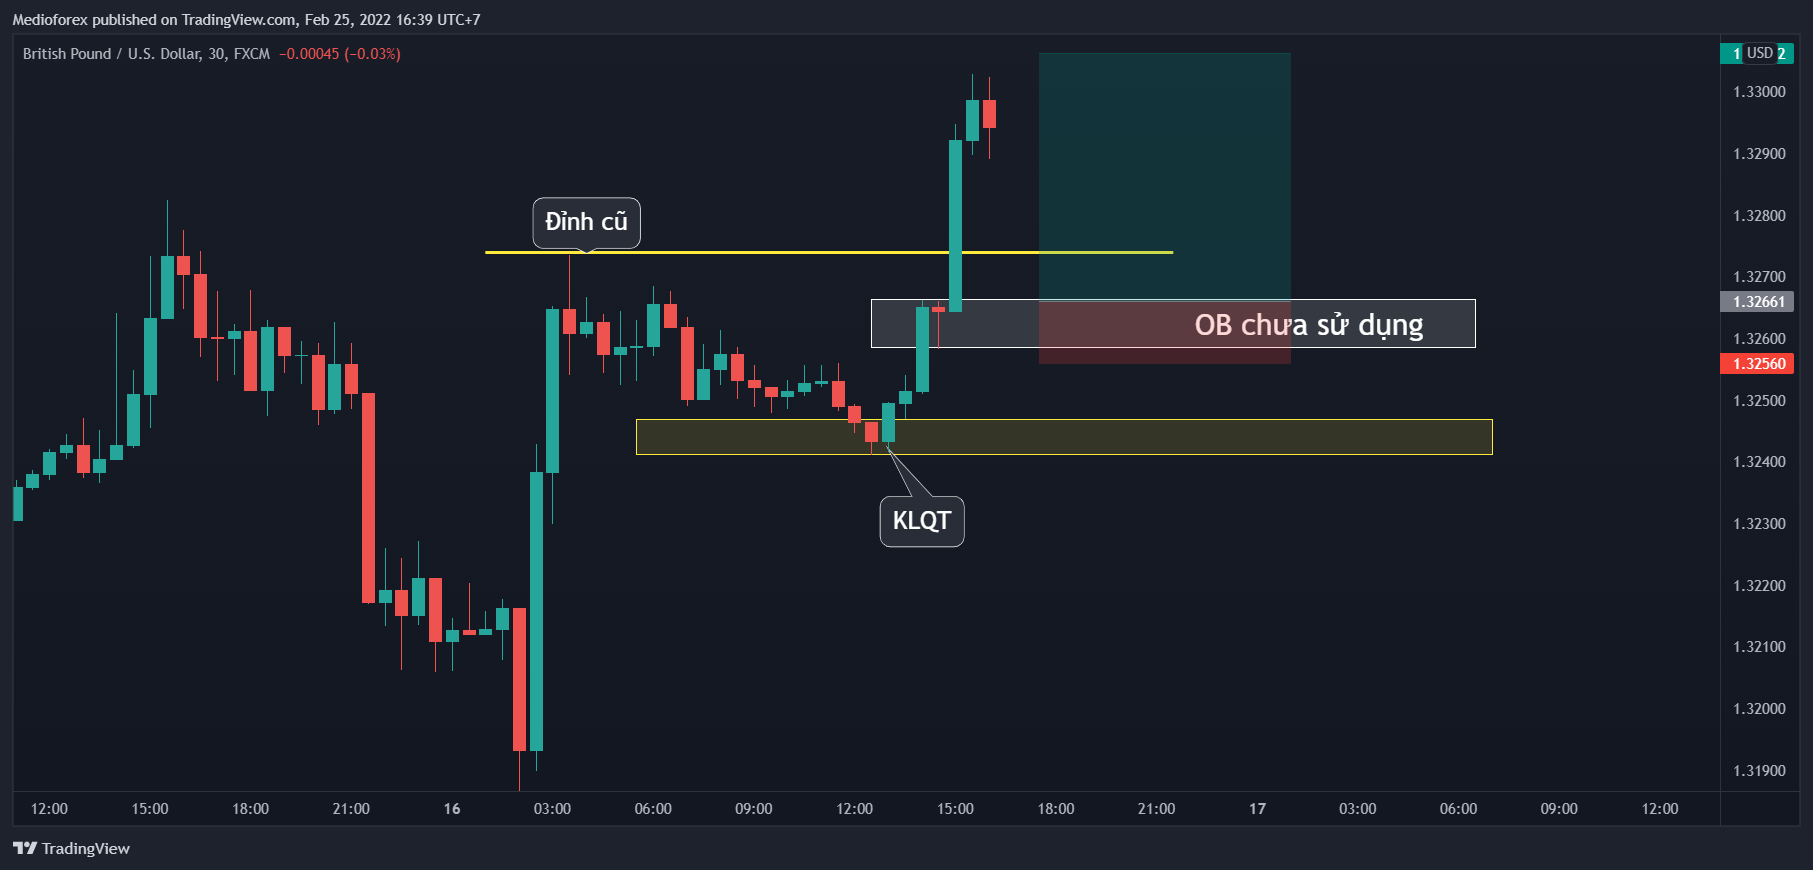 Medioforex published on TradingView.com, Feb 25, 2022 16:39 UTC+7
British Pound / U.S. Dollar, 30, FXCM −0.00045 (−0.03%)
USD
1.33000
1.32900
1.32800
1.32700
1.32661
1.32600
1.32560
1.32500
1.32400
1.32300
1.32200
1.32100
1.32000
1.31900
Đỉnh cũ
OB chưa sử dụng
KLQT
12:00 15:00 18:00 21:00 16 03:00 06:00 09:00 12:00 15:00 18:00 21:00 17 03:00 06:00 09:00 12:00
TradingView